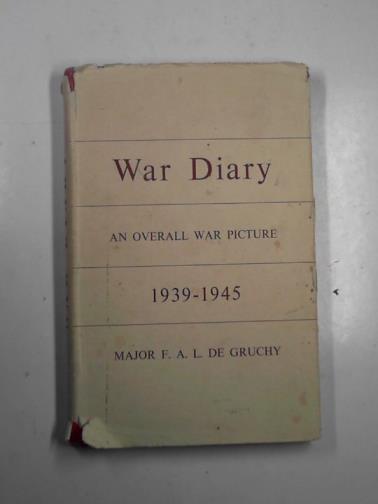 War Diary
AN OVERALL WAR PICTURE
1939-1945
MAJOR F. A. L. DE GRUCHY